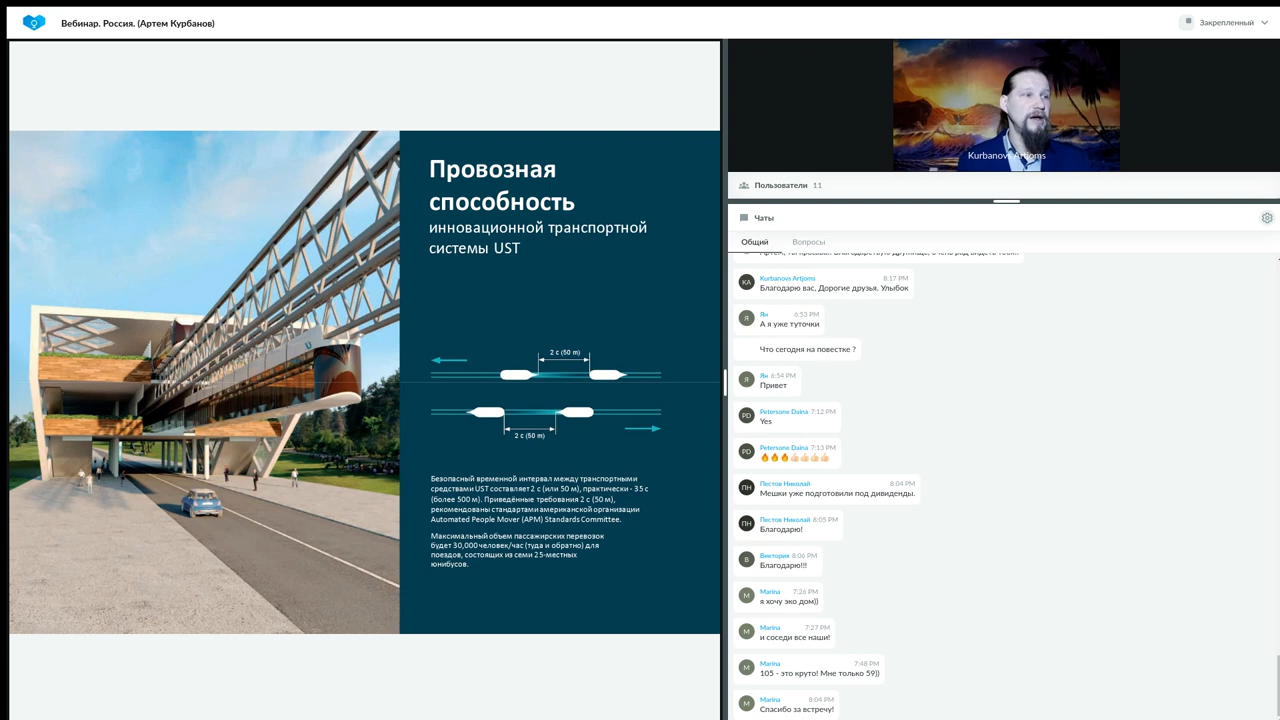 Вебинар. Россия. (Артем Курбанов)
Закрепленный
Провозная
способность
инновационной транспортной
системы UST
2 с (50 m)
2 с (50 m)
Безопасный временной интервал между транспортными
средствами UST составляет 2 с (или 50 м), практически - 35 с
(более 500 м). Приведённые требования 2 с (50 м),
рекомендованы стандартами американской организации
Automated People Mover (APM) Standards Committee.
Максимальный объем пассажирских перевозок
будет 30,000 человек/час (туда и обратно) для
поездов, состоящих из семи 25-местных
юнибусов.
Kurbanovs Artjoms
Пользователи 11
Чаты
Общий Вопросы
Kurbanovs Artjoms 8:17 PM
KA
Благодарю вас, Дорогие друзья. Улыбок
Ян 6:53 PM
Я
А я уже туточки
Что сегодня на повестке ?
Ян 6:54 PM
Я
Привет
Petersone Daina 7:12 PM
PD
Yes
Petersone Daina 7:13 PM
PD
🔥🔥🔥👍🏻👍🏻👍🏻👍🏻
Пестов Николай 8:04 PM
ПН
Мешки уже подготовили под дивиденды.
Пестов Николай 8:05 PM
ПН
Благодарю!
Виктория 8:06 PM
В
Благодарю!!!
Marina 7:26 PM
M
я хочу эко дом))
Marina 7:27 PM
M
и соседи все наши!
Marina 7:48 PM
M
105 - это круто! Мне только 59))
Marina 8:04 PM
M
Спасибо за встречу!